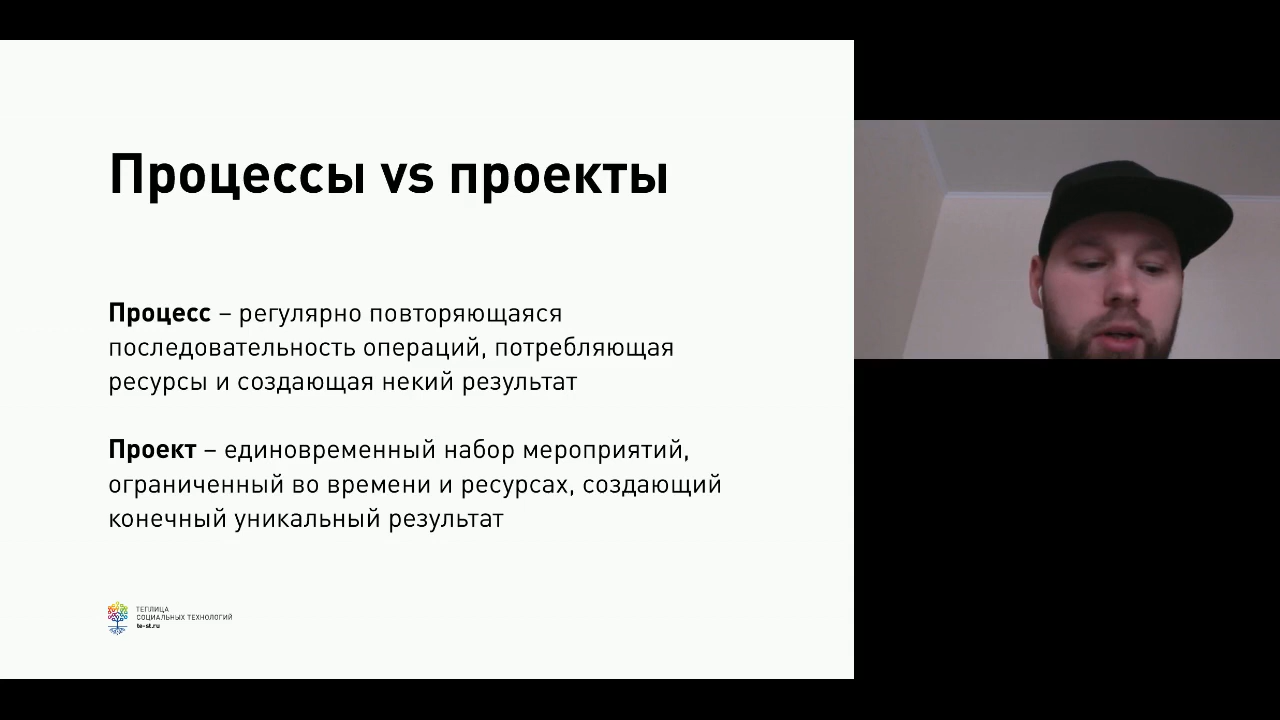 Процессы vs проекты
Процесс – регулярно повторяющаяся
последовательность операций, потребляющая
ресурсы и создающая некий результат
Проект – единовременный набор мероприятий,
ограниченный во времени и ресурсах, создающий
конечный уникальный результат
ТЕПЛИЦА
СОЦИАЛЬНЫХ ТЕХНОЛОГИЙ
te-st.ru